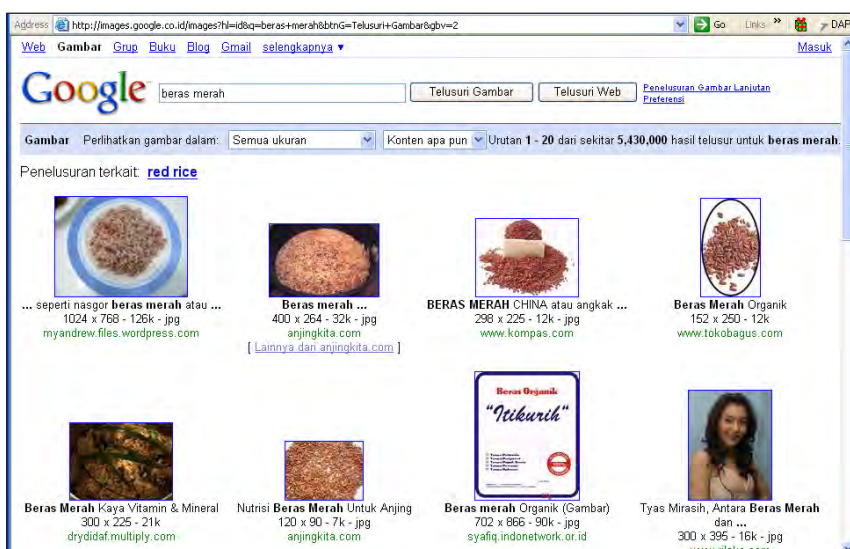 Address http://images.google.co.id/images?hl=id&q=beras+merah&btnG=Telusuri+Gambar&gbv=2 Go Links » DAP
Web Gambar Grup Buku Blog Gmail selengkapnya ▼ Masuk
Google beras merah Telusuri Gambar Telusuri Web Penelusuran Gambar Lanjutan
Preferensi
Gambar Perlihatkan gambar dalam: Semua ukuran Konten apa pun Urutan 1 - 20 dari sekitar 5,430,000 hasil telusur untuk beras merah.
Penelusuran terkait: red rice
... seperti nasgor beras merah atau ...
1024 x 768 - 126k - jpg
myandrew.files.wordpress.com
Beras merah ...
400 x 264 - 32k - jpg
anjingkita.com
[ Lainnya dari anjingkita.com ]
BERAS MERAH CHINA atau angkak ...
298 x 225 - 12k - jpg
www.kompas.com
Beras Merah Organik
152 x 250 - 12k
www.tokobagus.com
Beras Organik
"Itikurih"
Beras Merah Kaya Vitamin & Mineral
300 x 225 - 21k
drydidaf.multiply.com
Nutrisi Beras Merah Untuk Anjing
120 x 90 - 7k - jpg
anjingkita.com
Beras merah Organik (Gambar)
702 x 866 - 90k - jpg
syafiq.indonetwork.or.id
Tyas Mirasih, Antara Beras Merah
dan ...
300 x 395 - 16k - jpg